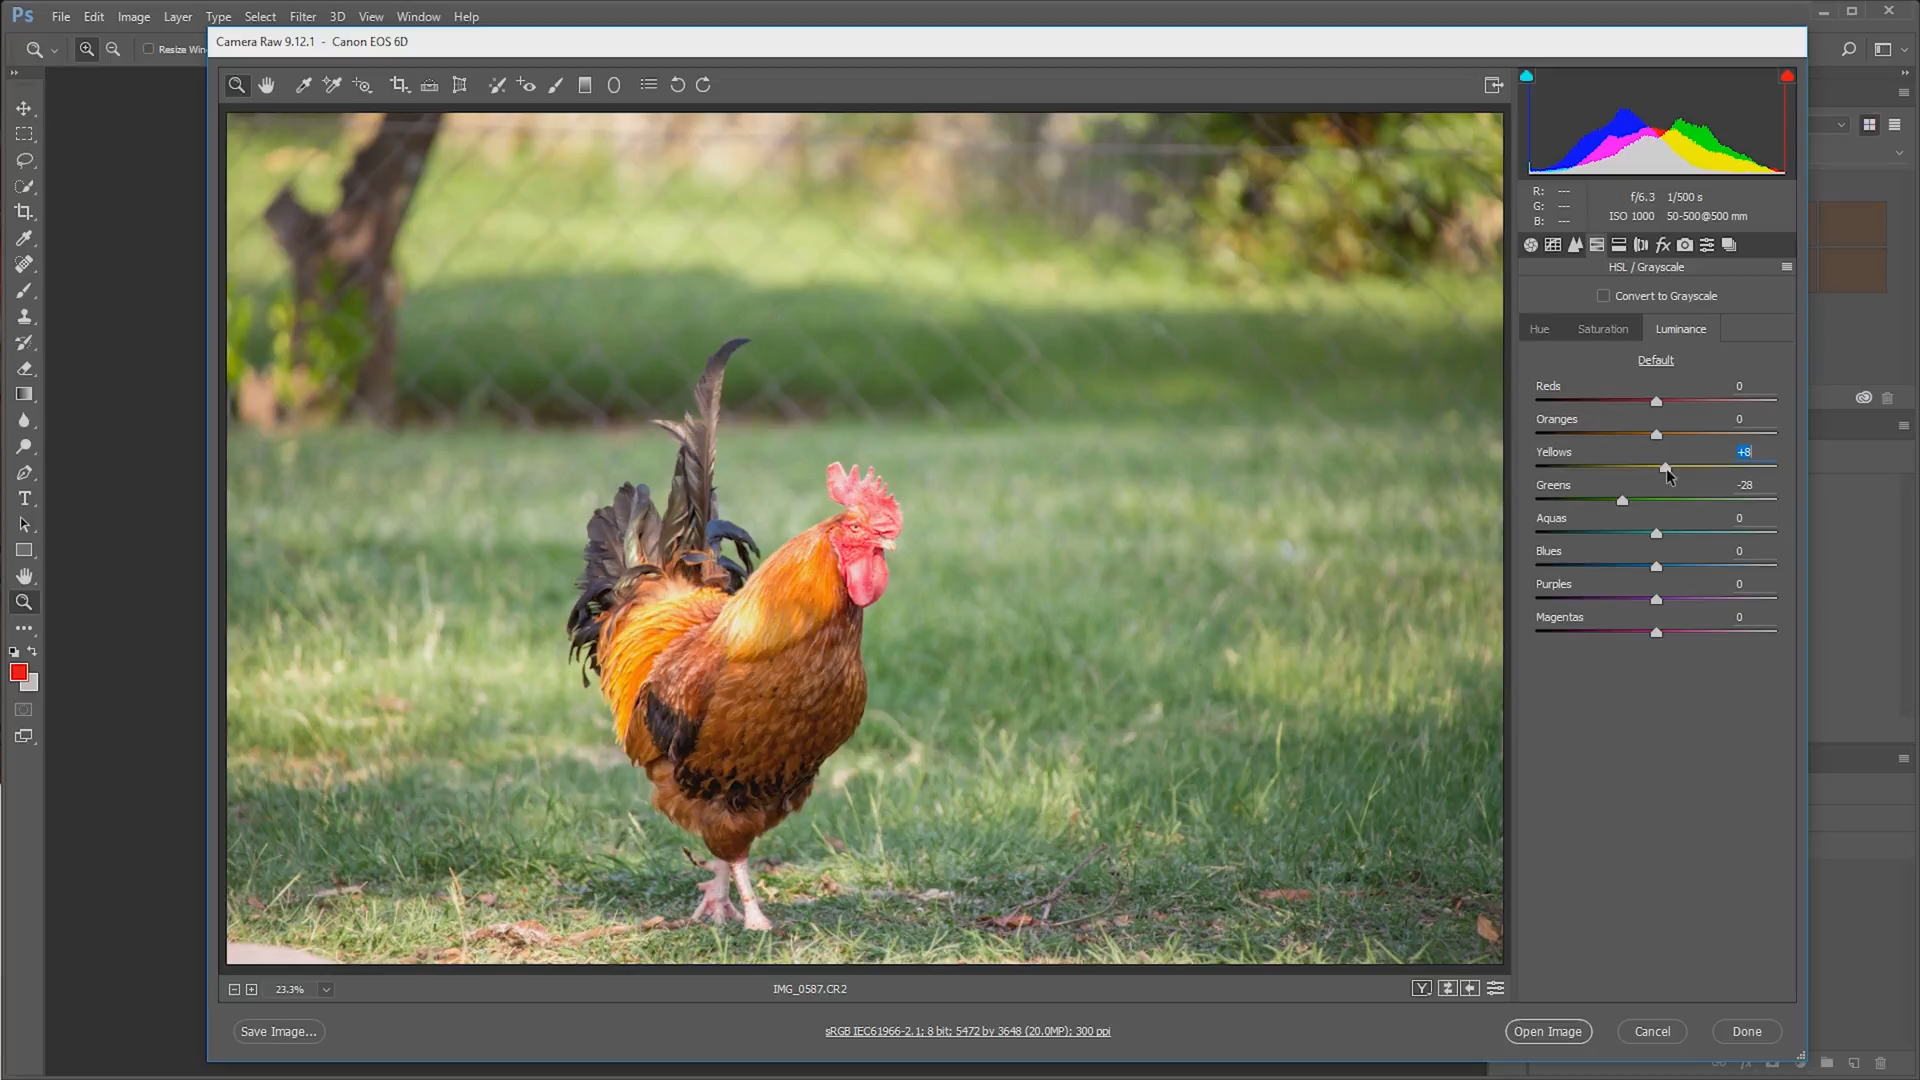 Ps File Edit Image Layer Type Select Filter 3D View Window Help
Resize Win
Camera Raw 9.12.1 - Canon EOS 6D
R: ---
G: ---
B: ---
f/6.3 1/500 s
ISO 1000 50-500@500 mm
HSL / Grayscale
Convert to Grayscale
Hue Saturation Luminance
Default
Reds 0
Oranges 0
Yellows +8
Greens -28
Aquas 0
Blues 0
Purples 0
Magentas 0
23.3% IMG_0587.CR2 Y
Save Image... sRGB IEC61966-2.1; 8 bit; 5472 by 3648 (20.0MP); 300 ppi Open Image Cancel Done